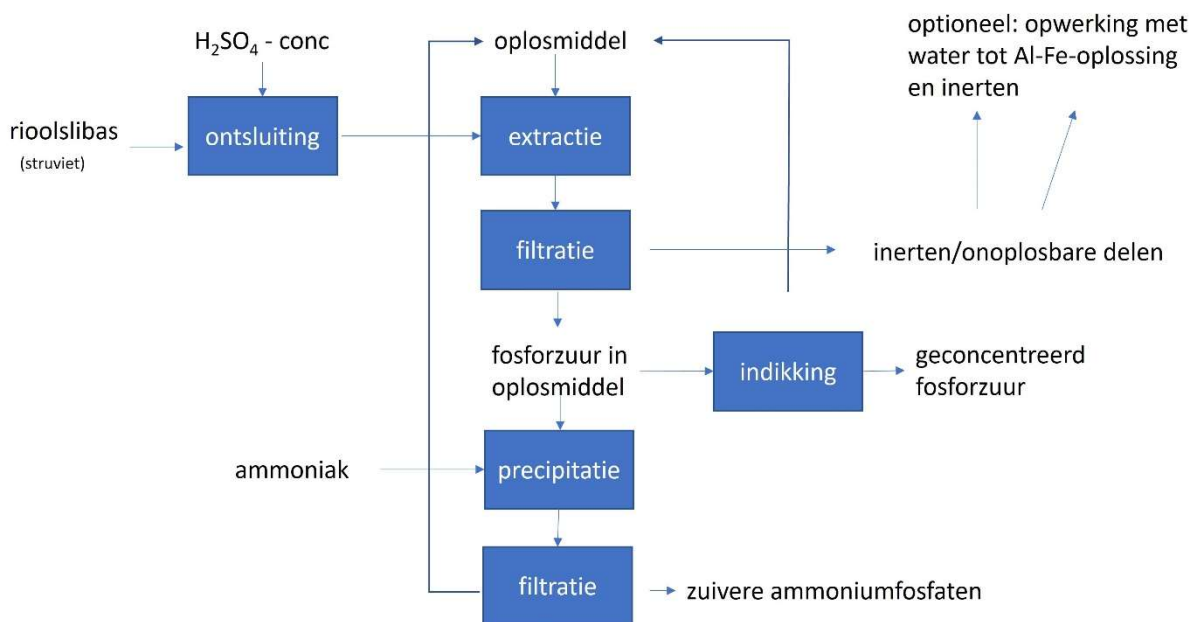 H₂SO₄ - conc
oplosmiddel
optioneel: opwerking met
water tot Al-Fe-oplossing
en inerten
rioolslibas
(struviet)
ontsluiting
extractie
filtratie
inerten/onoplosbare delen
fosforzuur in
oplosmiddel
indikking
geconcentreerd
fosforzuur
ammoniak
precipitatie
filtratie
zuivere ammoniumfosfaten